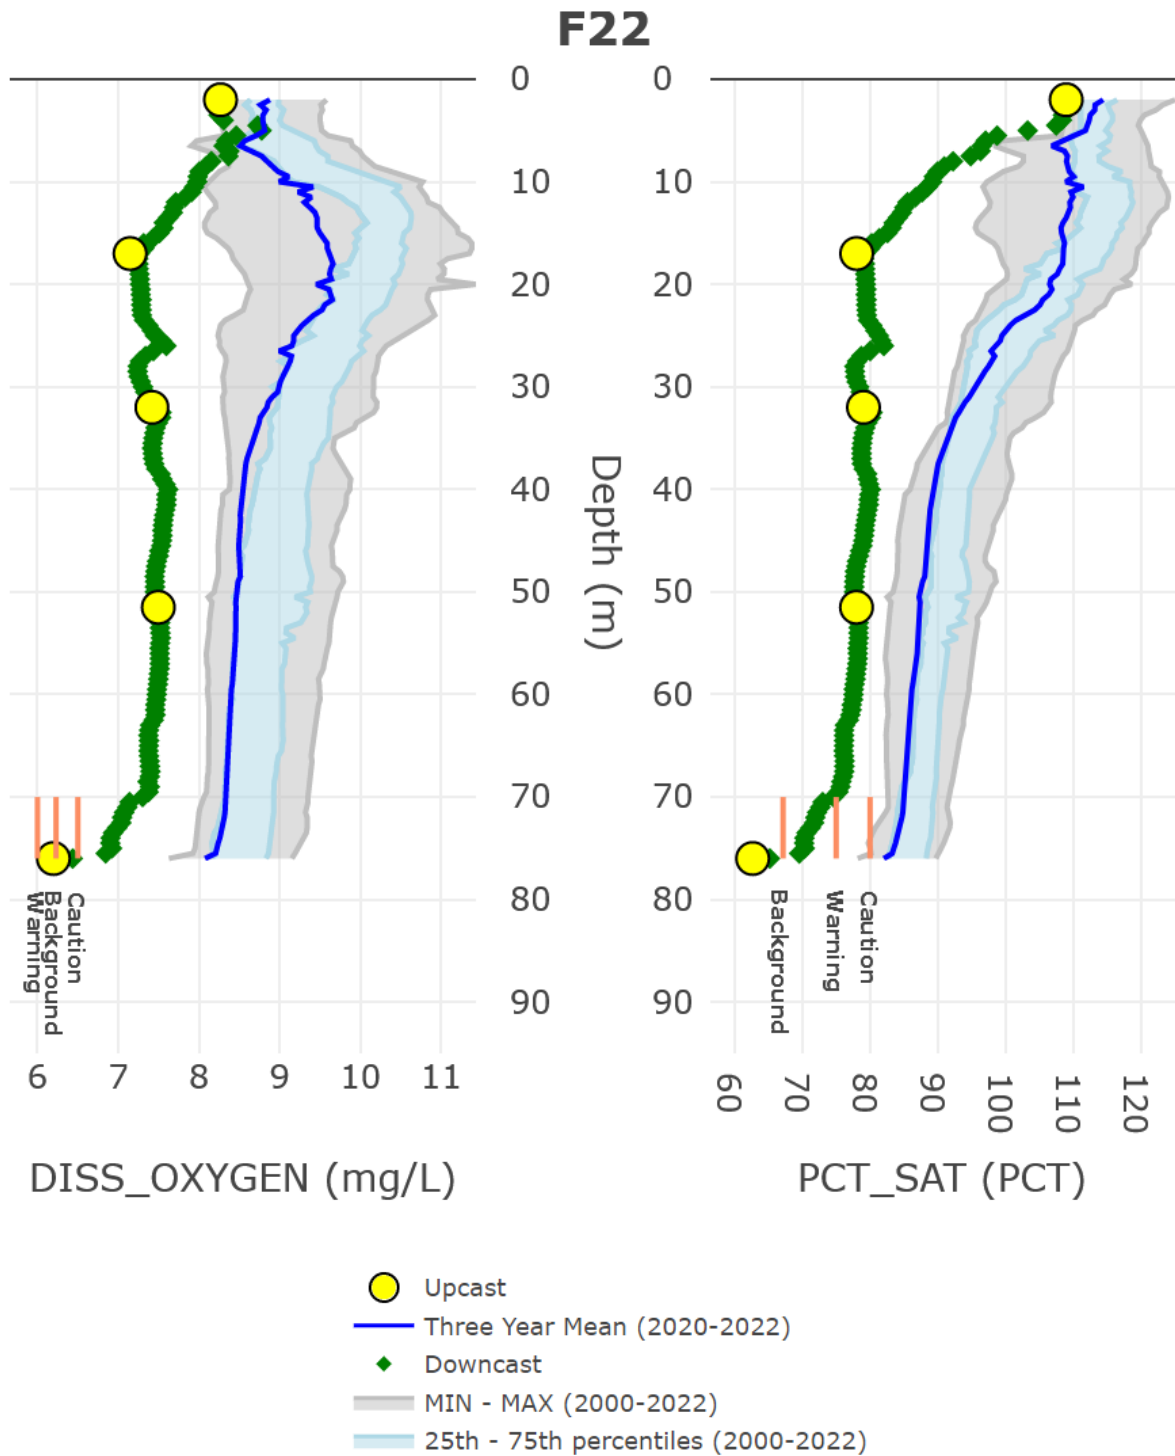 F22
0
10
20
30
40
50
60
70
80
90
Depth (m)
0
10
20
30
40
50
60
70
80
90
Warning
Background
Caution
Background
Warning
Caution
6 7 8 9 10 11
60 70 80 90 100 110 120
DISS_OXYGEN (mg/L)
PCT_SAT (PCT)
Upcast
Three Year Mean (2020-2022)
Downcast
MIN - MAX (2000-2022)
25th - 75th percentiles (2000-2022)